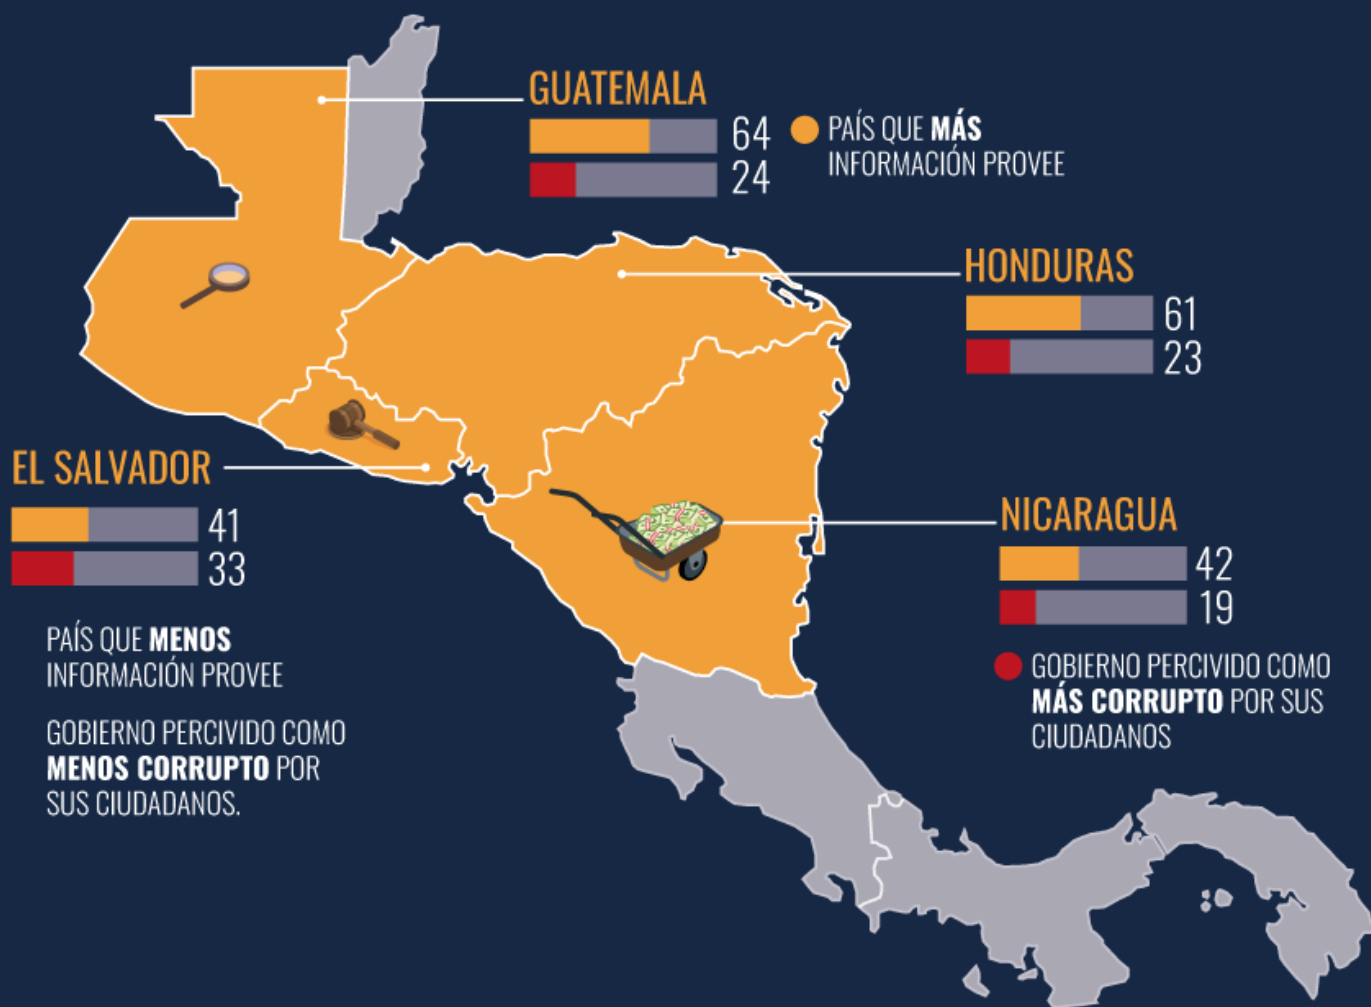 GUATEMALA
64
24
PAÍS QUE MÁS
INFORMACIÓN PROVEE
HONDURAS
61
23
EL SALVADOR
41
33
PAÍS QUE MENOS
INFORMACIÓN PROVEE
GOBIERNO PERCIVIDO COMO
MENOS CORRUPTO POR
SUS CIUDADANOS.
NICARAGUA
42
19
GOBIERNO PERCIVIDO COMO
MÁS CORRUPTO POR SUS
CIUDADANOS